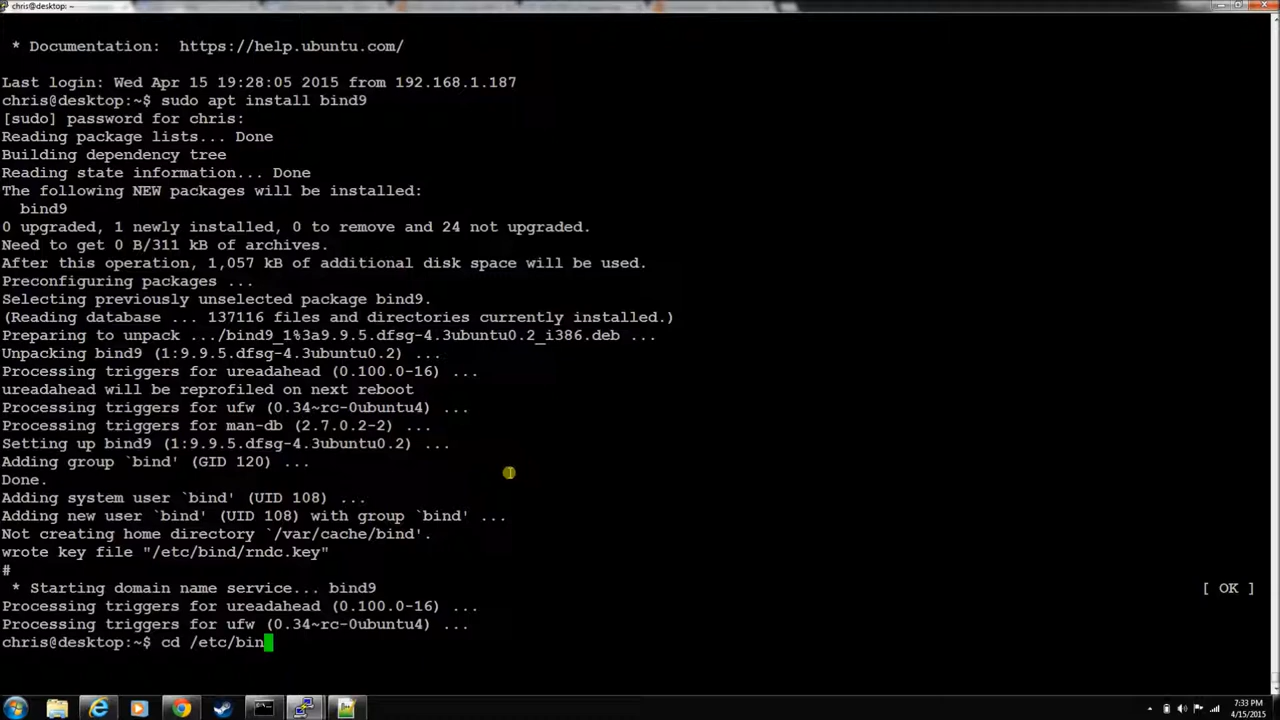 chris@desktop: ~
* Documentation:  https://help.ubuntu.com/
Last login: Wed Apr 15 19:28:05 2015 from 192.168.1.187
chris@desktop:~$ sudo apt install bind9
[sudo] password for chris:
Reading package lists... Done
Building dependency tree
Reading state information... Done
The following NEW packages will be installed:
  bind9
0 upgraded, 1 newly installed, 0 to remove and 24 not upgraded.
Need to get 0 B/311 kB of archives.
After this operation, 1,057 kB of additional disk space will be used.
Preconfiguring packages ...
Selecting previously unselected package bind9.
(Reading database ... 137116 files and directories currently installed.)
Preparing to unpack .../bind9_1%3a9.9.5.dfsg-4.3ubuntu0.2_i386.deb ...
Unpacking bind9 (1:9.9.5.dfsg-4.3ubuntu0.2) ...
Processing triggers for ureadahead (0.100.0-16) ...
ureadahead will be reprofiled on next reboot
Processing triggers for ufw (0.34~rc-0ubuntu4) ...
Processing triggers for man-db (2.7.0.2-2) ...
Setting up bind9 (1:9.9.5.dfsg-4.3ubuntu0.2) ...
Adding group `bind' (GID 120) ...
Done.
Adding system user `bind' (UID 108) ...
Adding new user `bind' (UID 108) with group `bind' ...
Not creating home directory `/var/cache/bind'.
wrote key file "/etc/bind/rndc.key"
#
 * Starting domain name service... bind9 [ OK ]
Processing triggers for ureadahead (0.100.0-16) ...
Processing triggers for ufw (0.34~rc-0ubuntu4) ...
chris@desktop:~$ cd /etc/bin
7:33 PM
4/15/2015